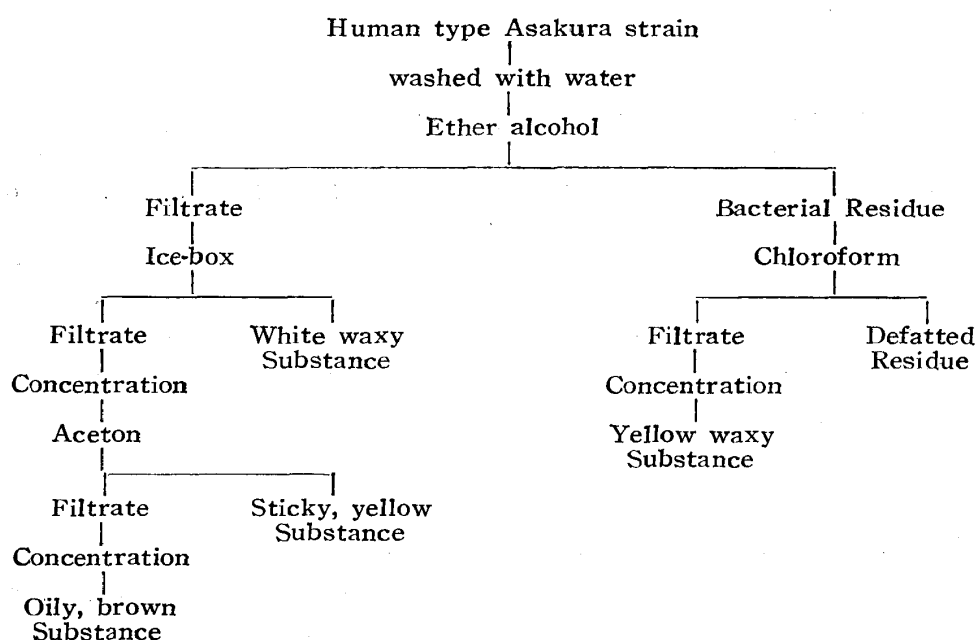 Human type Asakura strain
washed with water
Ether alcohol
Filtrate
Bacterial Residue
Ice-box
Chloroform
Filtrate
White waxy
Substance
Filtrate
Defatted
Residue
Concentration
Concentration
Aceton
Yellow waxy
Substance
Filtrate
Sticky, yellow
Substance
Concentration
Oily, brown
Substance